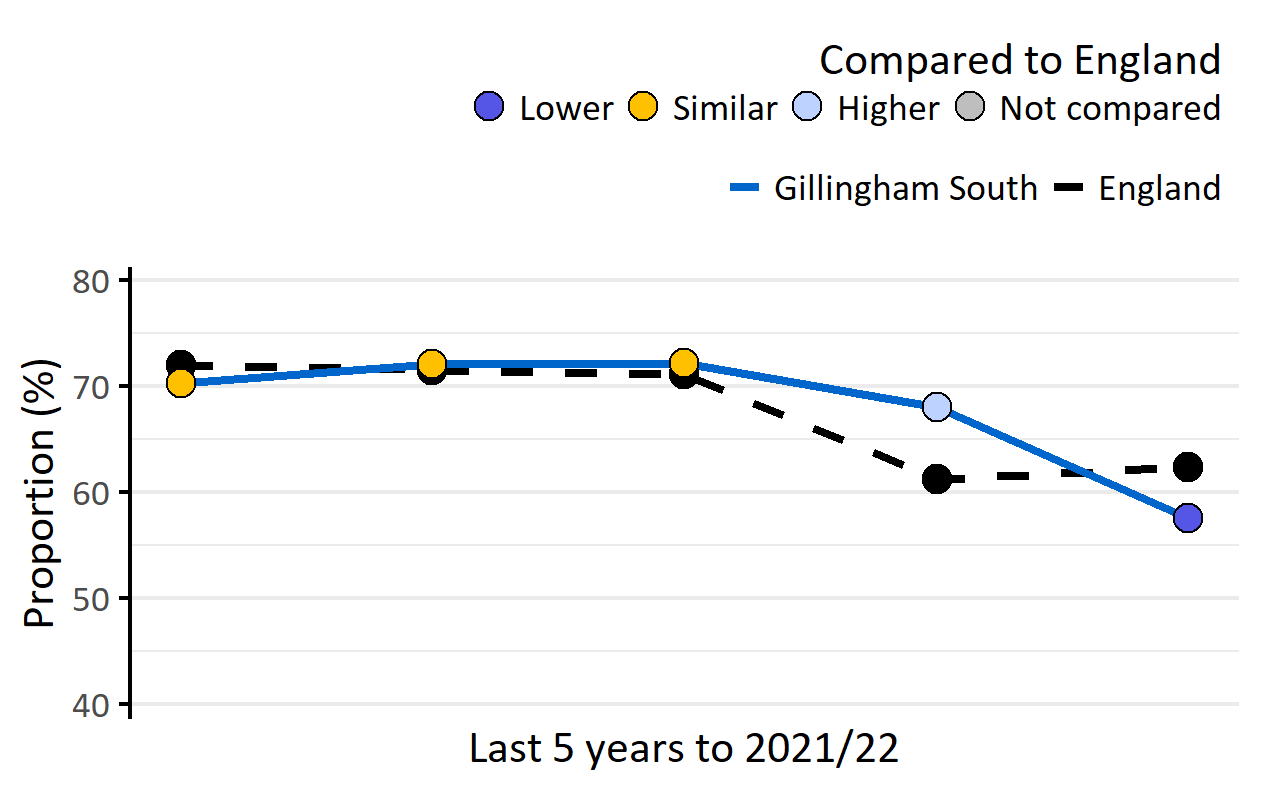 Compared to England
Lower Similar Higher Not compared
Gillingham South England
80
70
60
50
40
Proportion (%)
Last 5 years to 2021/22